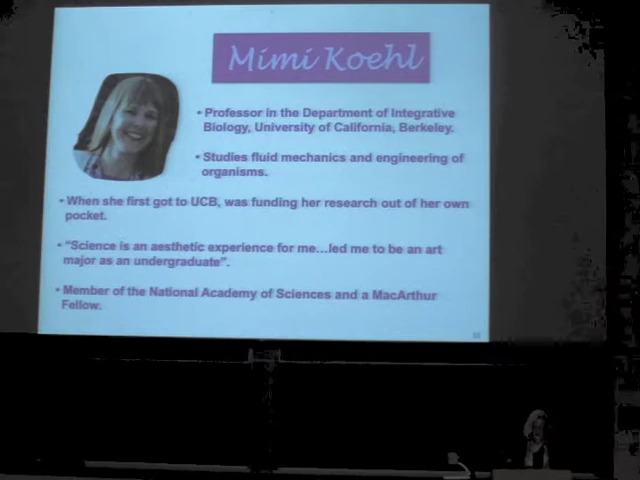 Mimi Koehl
• Professor in the Department of Integrative
Biology, University of California, Berkeley.
• Studies fluid mechanics and engineering of
organisms.
• When she first got to UCB, was funding her research out of her own
pocket.
• "Science is an aesthetic experience for me...led me to be an art
major as an undergraduate".
• Member of the National Academy of Sciences and a MacArthur
Fellow.